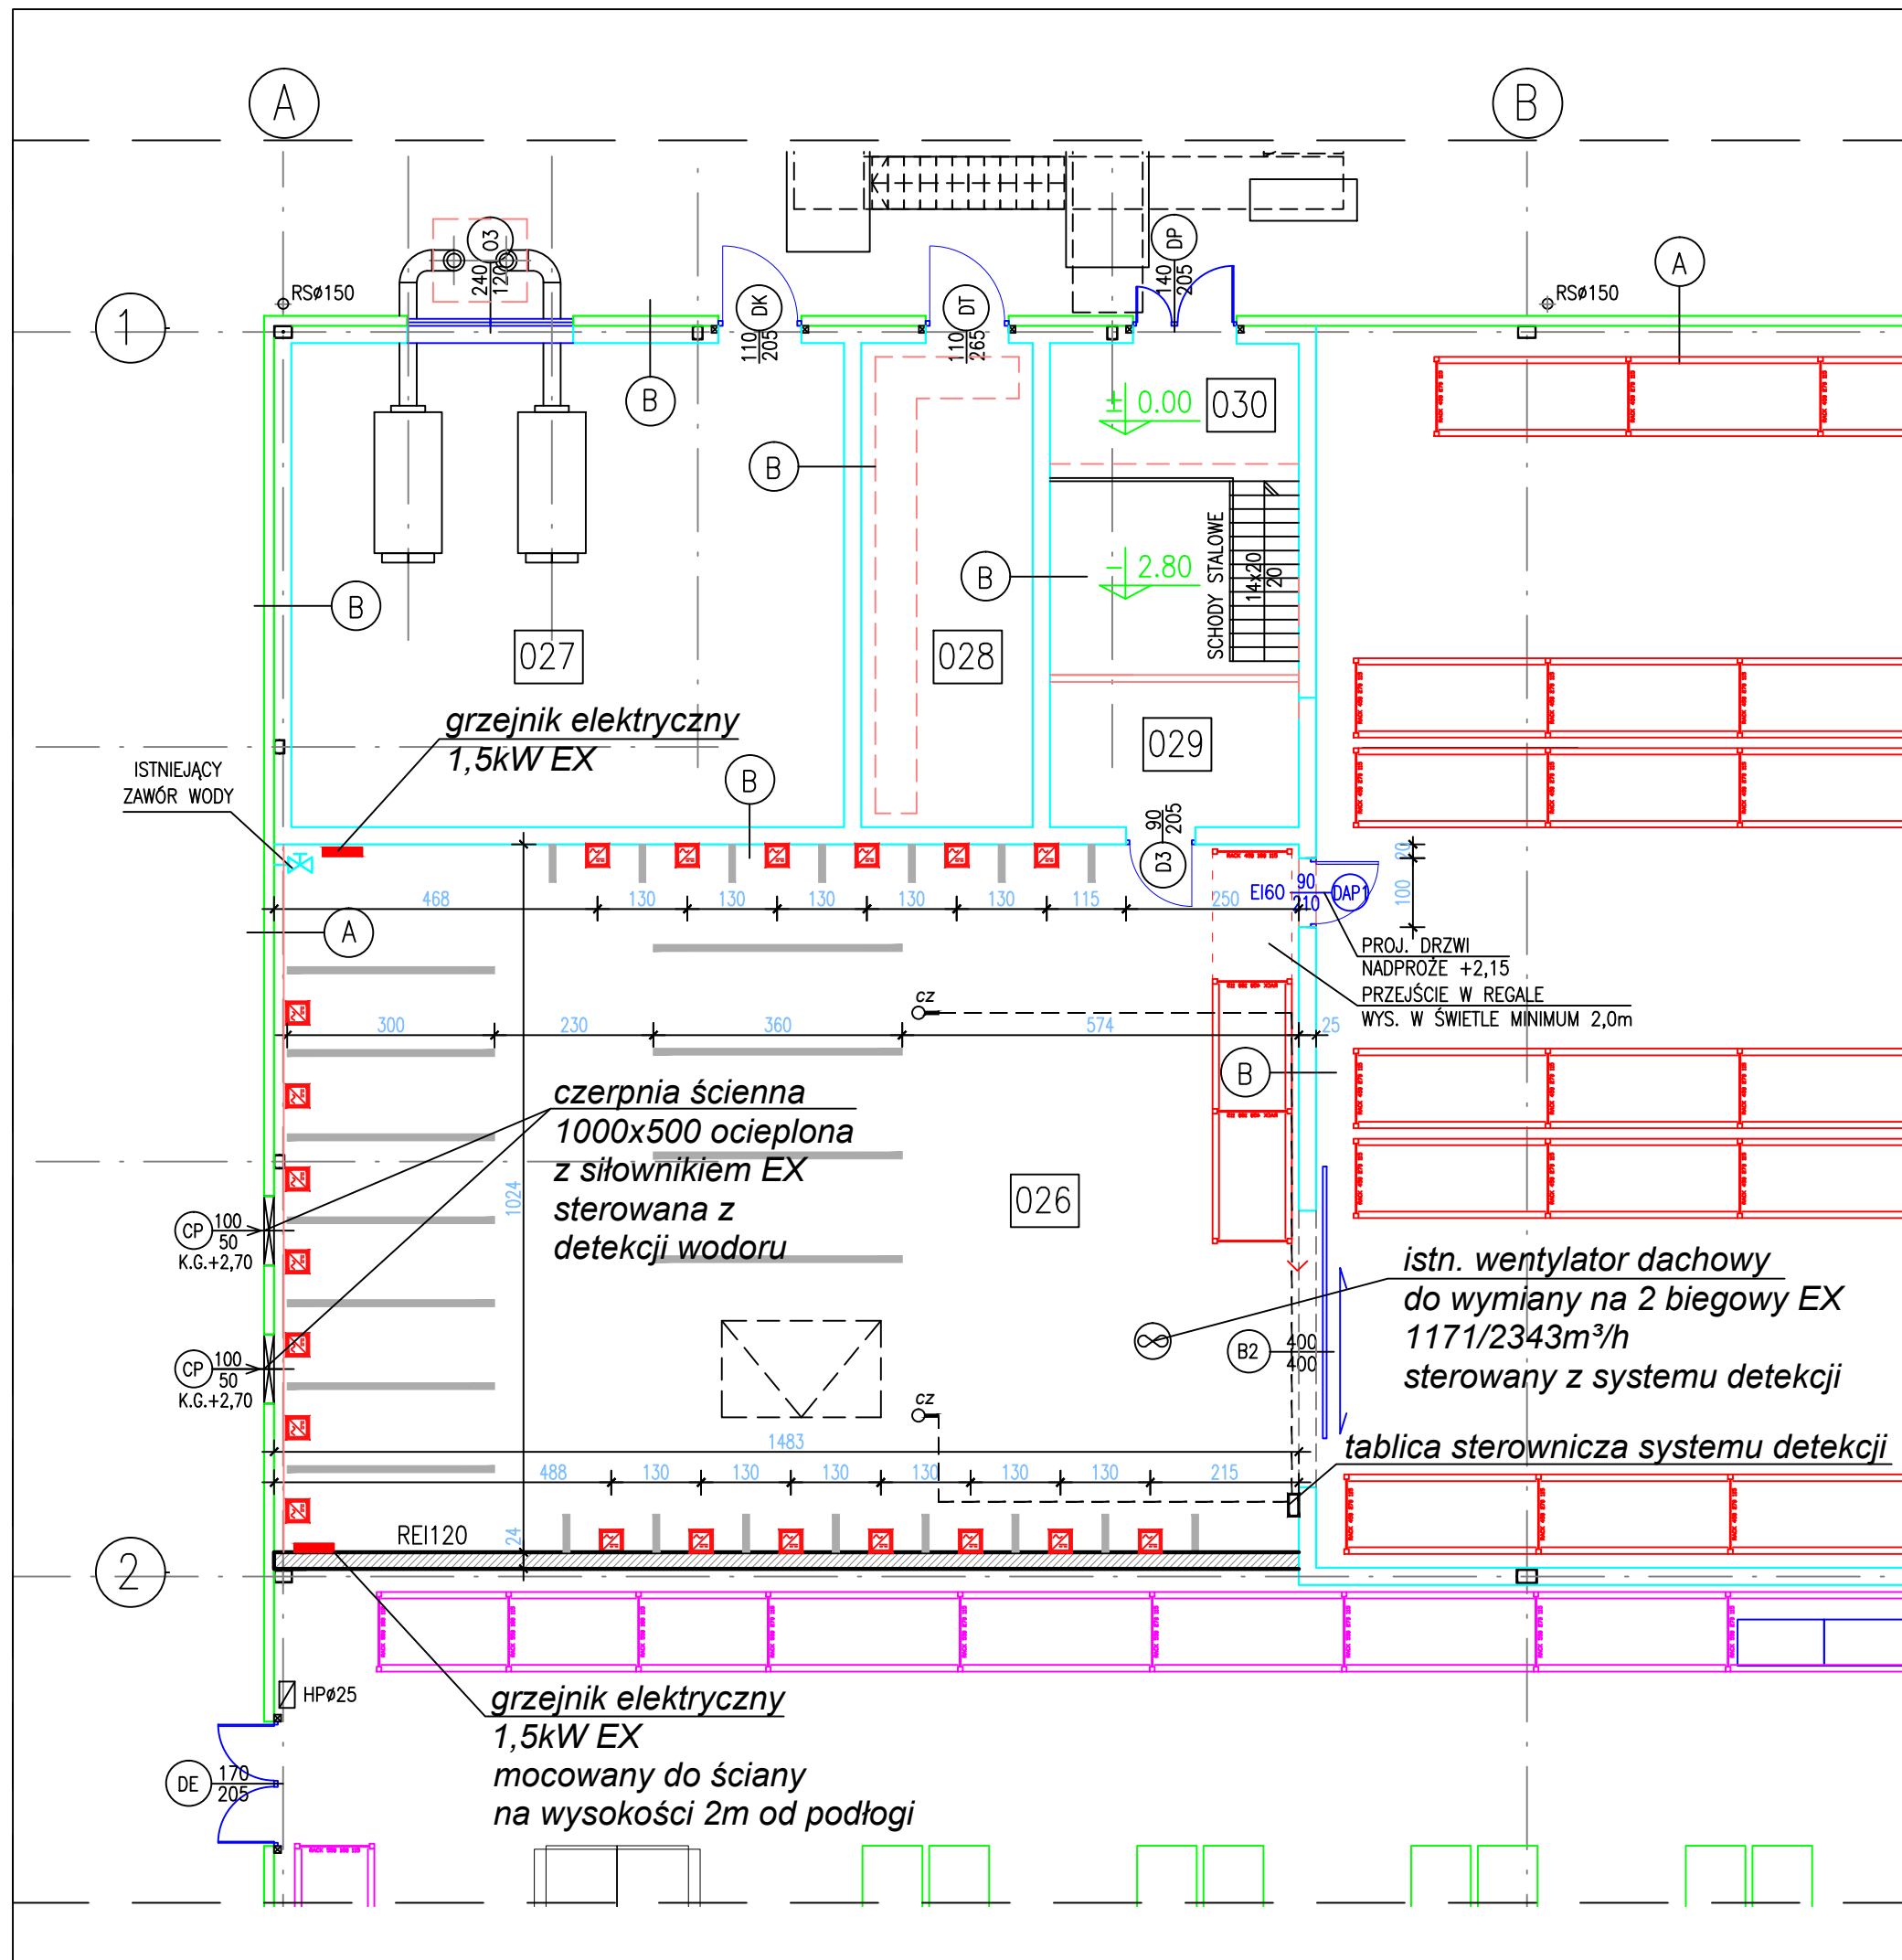 A
B
03
240
120
DP
140
205
A
RSø150
RSø150
1
DK
110
205
DT
110
265
B
± 0.00
030
B
B
- 2.80
SCHODY STALOWE
14x20
20
B
027
028
029
grzejnik elektryczny
1,5kW EX
ISTNIEJĄCY
ZAWÓR WODY
B
90
205
D3
20
100
468
130
130
130
130
130
115
250
EI60
90
210
DAP1
A
PROJ. DRZWI
NADPROŻE +2,15
PRZEJŚCIE W REGALE
WYS. W ŚWIETLE MINIMUM 2,0m
cz
300
230
360
574
25
B
czerpnia ścienna
1000x500 ocieplona
z siłownikiem EX
sterowana z
detekcji wodoru
1024
026
CP
100
50
K.G.+2,70
istn. wentylator dachowy
do wymiany na 2 biegowy EX
1171/2343m³/h
sterowany z systemu detekcji
B2
400
400
CP
100
50
K.G.+2,70
cz
1483
tablica sterownicza systemu detekcji
488
130
130
130
130
130
130
215
REI120
24
2
HPø25
grzejnik elektryczny
1,5kW EX
mocowany do ściany
na wysokości 2m od podłogi
DE
170
205